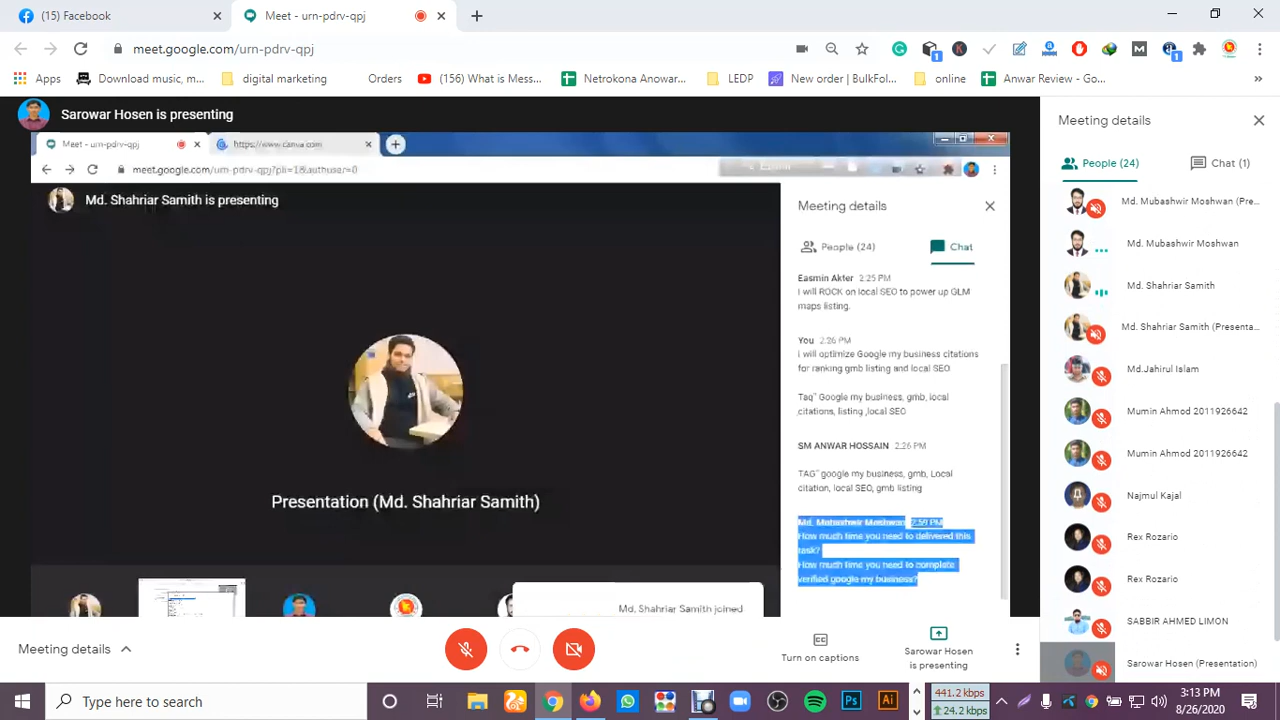 (15) Facebook
Meet - urn-pdrv-qpj
meet.google.com/urn-pdrv-qpj
1
1
Apps
Download music, m...
digital marketing
Orders
(156) What is Mess...
Netrokona Anowar...
LEDP
New order | BulkFol...
online
Anwar Review - Go...
»
Sarowar Hosen is presenting
Meet - urn-pdrv-qpj
https://www.canva.com
meet.google.com/urn-pdrv-qpj?pli=1&authuser=0
Md. Shahriar Samith is presenting
Presentation (Md. Shahriar Samith)
Md. Shahriar Samith joined
Meeting details
People (24)
Chat
Easmin Akter 2:25 PM
I will ROCK on local SEO to power up GLM
maps listing.
You 2:26 PM
i will optimize Google my business citations
for ranking gmb listing and local SEO
Taq" Google my business, gmb, local
citations, listing ,local SEO
SM ANWAR HOSSAIN 2:26 PM
TAG" google my business, gmb, Local
citation, local SEO, gmb listing
Md. Mubashwir Moshwan 2:59 PM
How much time you need to delivered this
task?
How much time you need to complete
verified google my business?
Meeting details
People (24)
Chat (1)
Md. Mubashwir Moshwan (Pre...
Md. Mubashwir Moshwan
Md. Shahriar Samith
Md. Shahriar Samith (Presenta...
Md.Jahirul Islam
Mumin Ahmod 2011926642
Mumin Ahmod 2011926642
Najmul Kajal
Rex Rozario
Rex Rozario
SABBIR AHMED LIMON
Sarowar Hosen (Presentation)
Meeting details
Turn on captions
Sarowar Hosen
is presenting
Type here to search
Ps
Ai
441.2 kbps
24.2 kbps
3:13 PM
8/26/2020